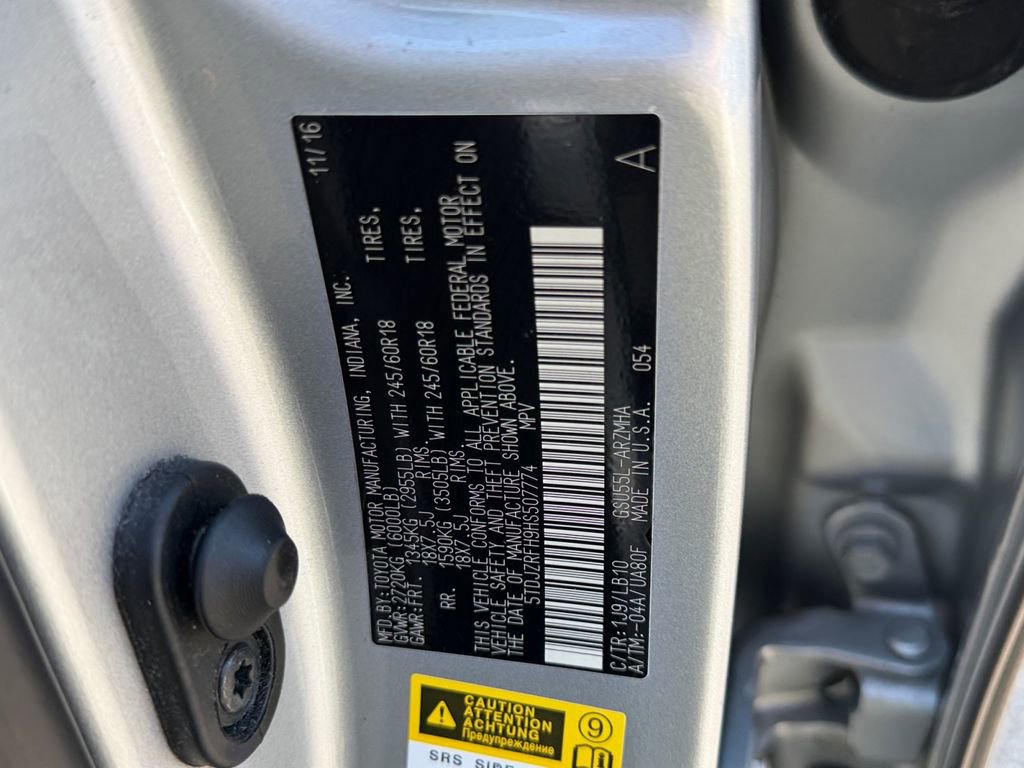 MFD.BY:TOYOTA MOTOR MANUFACTURING, INDIANA, INC. 11/16
GVWR:2720KG (6000LB)
GAWR:FRT. 1345KG (2955LB) WITH 245/60R18 TIRES,
18X7.5J RIMS
RR. 1590KG (3505LB) WITH 245/60R18 TIRES,
18X7.5J RIMS
THIS VEHICLE CONFORMS TO ALL APPLICABLE FEDERAL MOTOR
VEHICLE SAFETY AND THEFT PREVENTION STANDARDS IN EFFECT ON
THE DATE OF MANUFACTURE SHOWN ABOVE.
5TDJZRFH9HS507774 MPV
C/TR:1J9/LB10 GSU55L-ARZMHA
A/TM:-04A/UA80F MADE IN U.S.A. 054 A
CAUTION
ATTENTION
ACHTUNG
Предупреждение
9
SRS SIDE